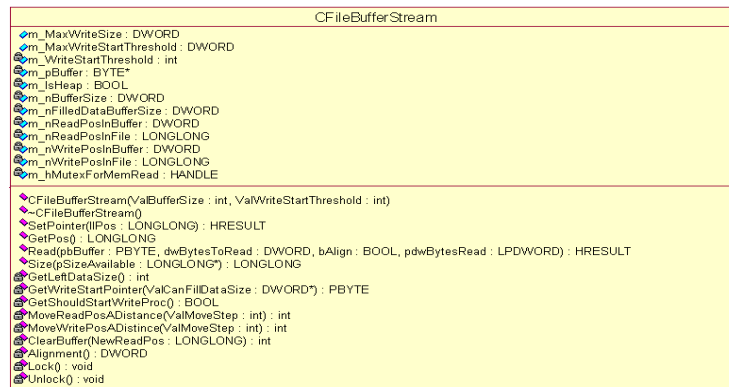 CFileBufferStream
m_MaxWriteSize : DWORD
m_MaxWriteStartThreshold : DWORD
m_WriteStartThreshold : int
m_pBuffer : BYTE*
m_IsHeap : BOOL
m_nBufferSize : DWORD
m_nFilledDataBufferSize : DWORD
m_nReadPosInBuffer : DWORD
m_nReadPosInFile : LONGLONG
m_nWritePosInBuffer : DWORD
m_nWritePosInFile : LONGLONG
m_hMutexForMemRead : HANDLE
CFileBufferStream(ValBufferSize : int, ValWriteStartThreshold : int)
~CFileBufferStream()
SetPointer(llPos : LONGLONG) : HRESULT
GetPos() : LONGLONG
Read(pbBuffer : PBYTE, dwBytesToRead : DWORD, bAlign : BOOL, pdwBytesRead : LPDWORD) : HRESULT
Size(pSizeAvailable : LONGLONG*) : LONGLONG
GetLeftDataSize() : int
GetWriteStartPointer(ValCanFillDataSize : DWORD*) : PBYTE
GetShouldStartWriteProc() : BOOL
MoveReadPosADistance(ValMoveStep : int) : int
MoveWritePosADistince(ValMoveStep : int) : int
ClearBuffer(NewReadPos : LONGLONG) : int
Alignment() : DWORD
Lock() : void
Unlock() : void